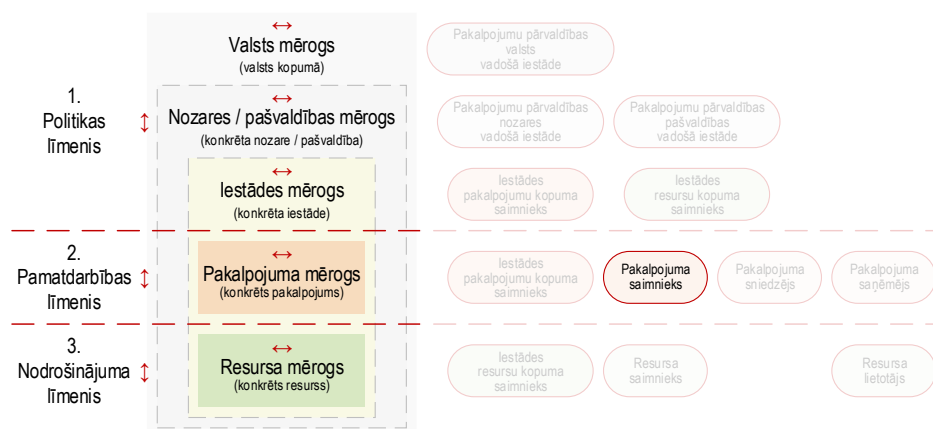 Valsts mērogs
(valsts kopumā)
Pakalpojumu pārvaldības
valsts
vadošā iestāde
1.
Politikas
līmenis
Nozares / pašvaldības mērogs
(konkrēta nozare / pašvaldība)
Pakalpojumu pārvaldības
nozares
vadošā iestāde
Pakalpojumu pārvaldības
pašvaldības
vadošā iestāde
Iestādes mērogs
(konkrēta iestāde)
Iestādes
pakalpojumu kopuma
saimnieks
Iestādes
resursu kopuma
saimnieks
2.
Pamatdarbības
līmenis
Pakalpojuma mērogs
(konkrēts pakalpojums)
Iestādes
pakalpojumu kopuma
saimnieks
Pakalpojuma
saimnieks
Pakalpojuma
sniedzējs
Pakalpojuma
saņēmējs
3.
Nodrošinājuma
līmenis
Resursa mērogs
(konkrēts resurss)
Iestādes
resursu kopuma
saimnieks
Resursa
saimnieks
Resursa
lietotājs